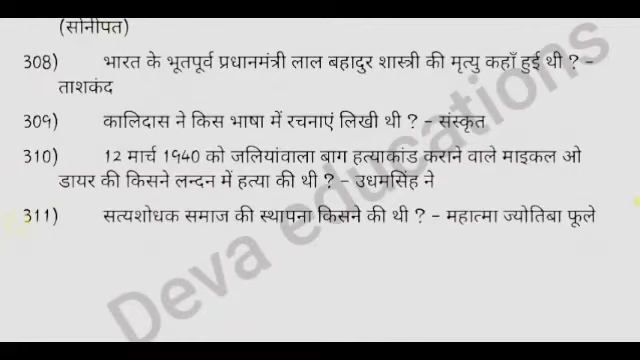 (सोनीपत)
308) भारत के भूतपूर्व प्रधानमंत्री लाल बहादुर शास्त्री की मृत्यु कहाँ हुई थी ? –
ताशकंद
309) कालिदास ने किस भाषा में रचनाएं लिखी थी ? – संस्कृत
310) 12 मार्च 1940 को जलियांवाला बाग हत्याकांड कराने वाले माइकल ओ
डायर की किसने लन्दन में हत्या की थी ? – उधमसिंह ने
311) सत्यशोधक समाज की स्थापना किसने की थी ? – महात्मा ज्योतिबा फूले
Deva educations